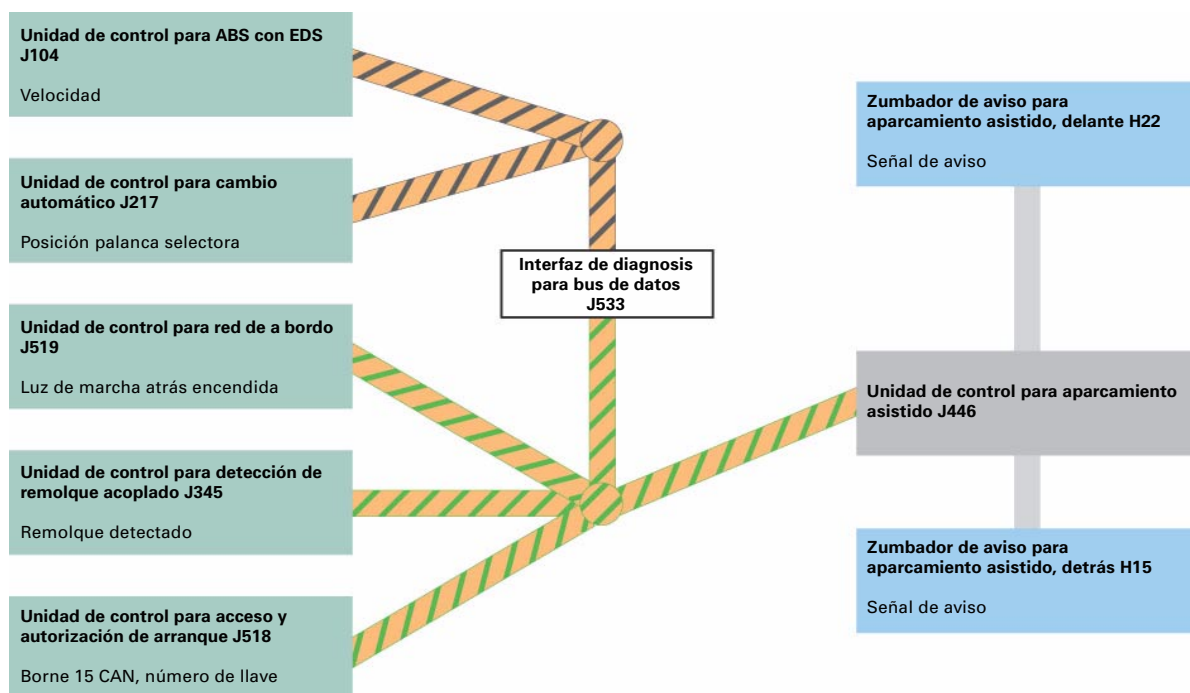 Unidad de control para ABS con EDS
J104
Velocidad
Unidad de control para cambio
automático J217
Posición palanca selectora
Unidad de control para red de a bordo
J519
Luz de marcha atrás encendida
Unidad de control para detección de
remolque acoplado J345
Remolque detectado
Unidad de control para acceso y
autorización de arranque J518
Borne 15 CAN, número de llave
Interfaz de diagnosis
para bus de datos
J533
Zumbador de aviso para
aparcamiento asistido, delante H22
Señal de aviso
Unidad de control para aparcamiento
asistido J446
Zumbador de aviso para
aparcamiento asistido, detrás H15
Señal de aviso